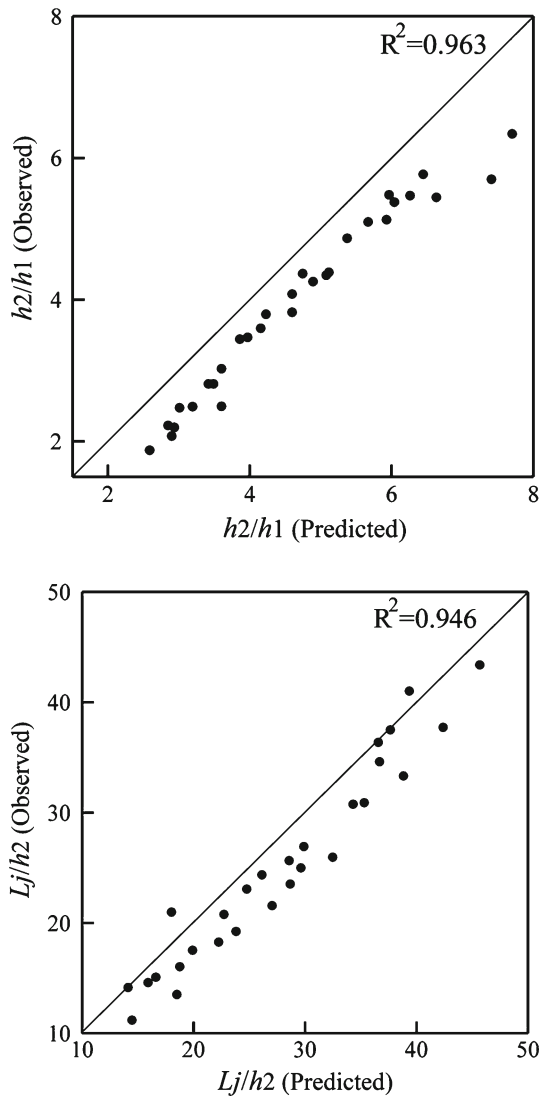 8
R²=0.963
6
h2/h1 (Observed)
4
2
2 4 6 8
h2/h1 (Predicted)
50
R²=0.946
40
Lj/h2 (Observed)
30
20
10
10 20 30 40 50
Lj/h2 (Predicted)